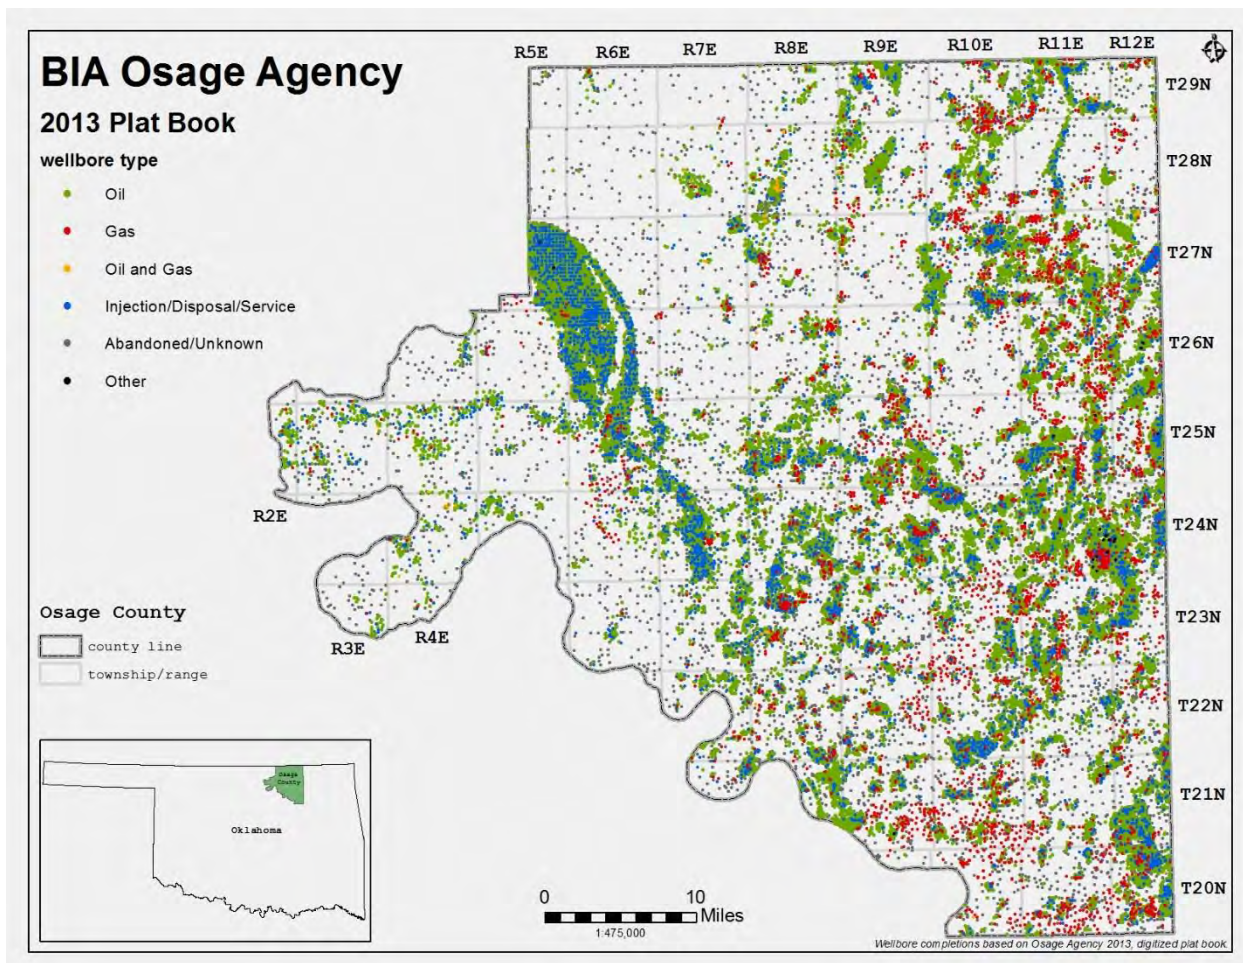 BIA Osage Agency
2013 Plat Book
wellbore type
Oil
Gas
Oil and Gas
Injection/Disposal/Service
Abandoned/Unknown
Other
R5E
R6E
R7E
R8E
R9E
R10E
R11E
R12E
T29N
T28N
T27N
T26N
T25N
T24N
T23N
T22N
T21N
T20N
R2E
R3E
R4E
Osage County
county line
township/range
Osage
County
Oklahoma
0
10
Miles
1:475,000
Wellbore completions based on Osage Agency 2013, digitized plat book